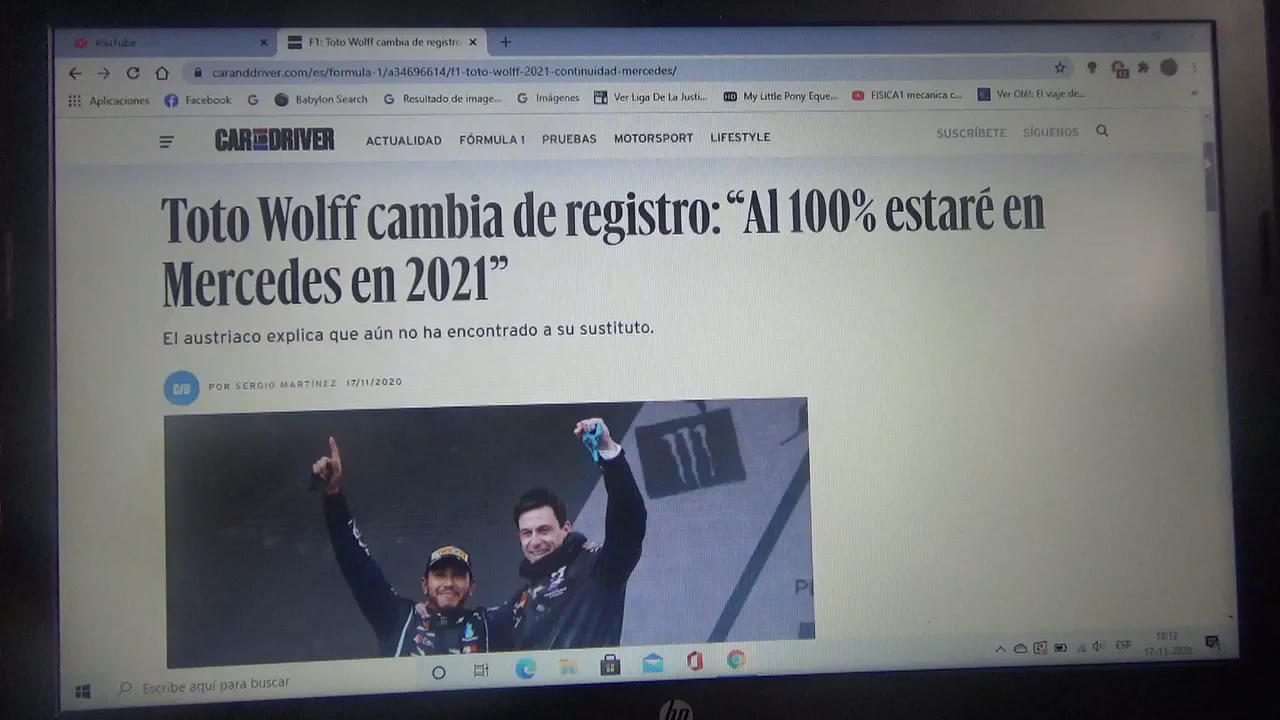 YouTube
F1: Toto Wolff cambia de registro
caranddriver.com/es/formula-1/a34696614/f1-toto-wolff-2021-continuidad-mercedes/
Aplicaciones Facebook Babylon Search Resultado de image... Imágenes Ver Liga De La Justi... My Little Pony Eque... FISICA1 mecanica c... Ver Olé!: El viaje de...
CAR AND DRIVER ACTUALIDAD FÓRMULA 1 PRUEBAS MOTORSPORT LIFESTYLE SUSCRÍBETE SÍGUENOS
Toto Wolff cambia de registro: “Al 100% estaré en
Mercedes en 2021”
El austriaco explica que aún no ha encontrado a su sustituto.
C/D POR SERGIO MARTÍNEZ 17/11/2020
Escribe aquí para buscar
ESP
18:12
17-11-2020
hp